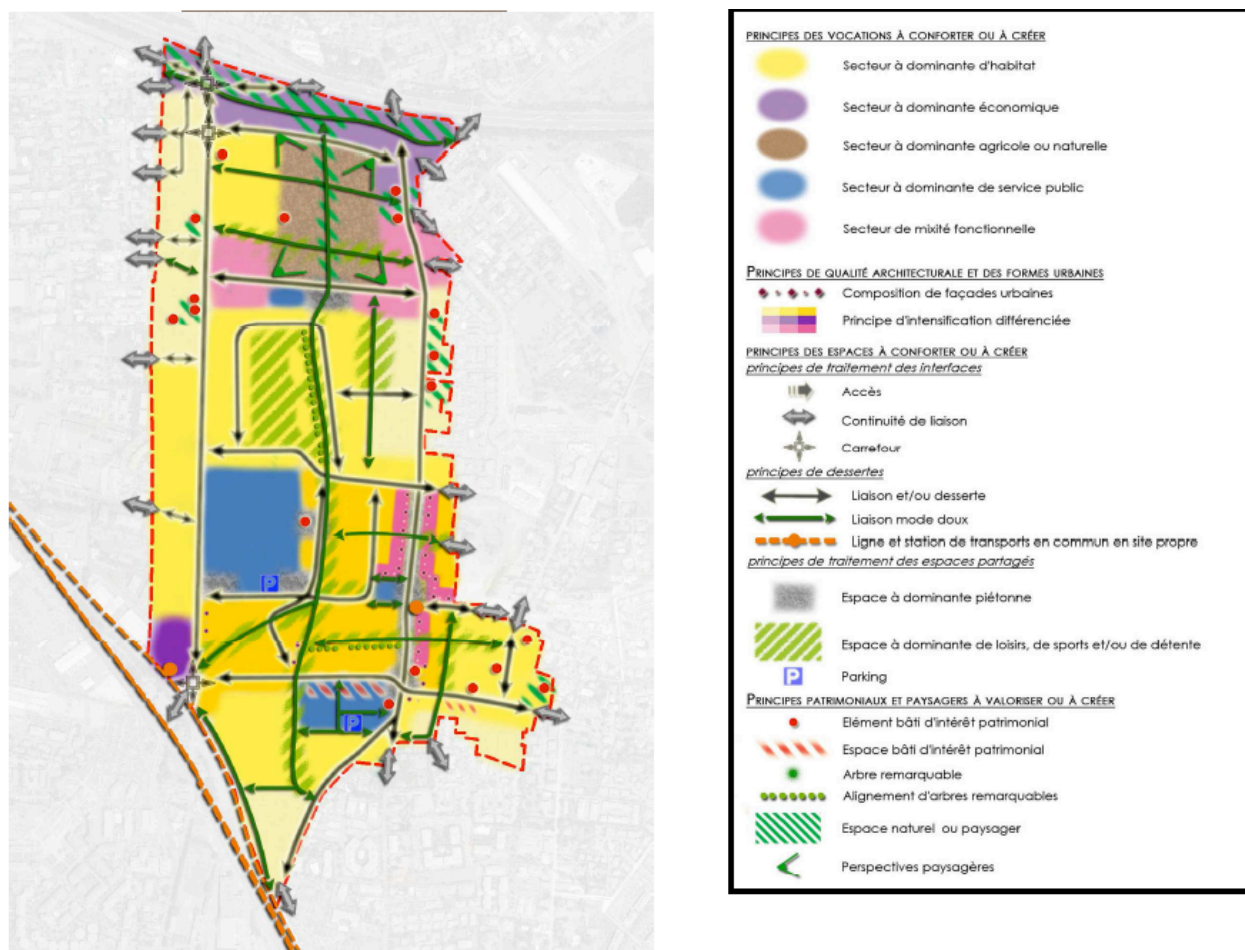 PRINCIPES DES VOCATIONS À CONFORTER OU À CRÉER
Secteur à dominante d'habitat
Secteur à dominante économique
Secteur à dominante agricole ou naturelle
Secteur à dominante de service public
Secteur de mixité fonctionnelle
PRINCIPES DE QUALITÉ ARCHITECTURALE ET DES FORMES URBAINES
Composition de façades urbaines
Principe d'intensification différenciée
PRINCIPES DES ESPACES À CONFORTER OU À CRÉER
principes de traitement des interfaces
Accès
Continuité de liaison
Carrefour
principes de dessertes
Liaison et/ou desserte
Liaison mode doux
Ligne et station de transports en commun en site propre
principes de traitement des espaces partagés
Espace à dominante piétonne
Espace à dominante de loisirs, de sports et/ou de détente
P Parking
PRINCIPES PATRIMONIAUX ET PAYSAGERS À VALORISER OU À CRÉER
Elément bâti d'intérêt patrimonial
Espace bâti d'intérêt patrimonial
Arbre remarquable
Alignement d'arbres remarquables
Espace naturel ou paysager
Perspectives paysagères
P
P